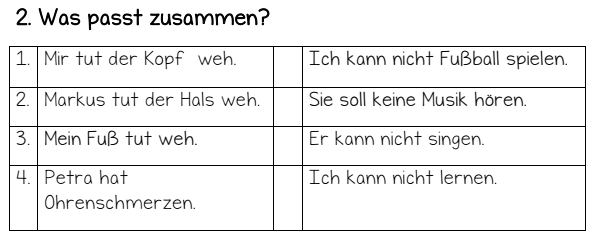 2. Was passt zusammen?
1. Mir tut der Kopf weh. Ich kann nicht Fußball spielen.
2. Markus tut der Hals weh. Sie soll keine Musik hören.
3. Mein Fuß tut weh. Er kann nicht singen.
4. Petra hat Ich kann nicht lernen.
Ohrenschmerzen.